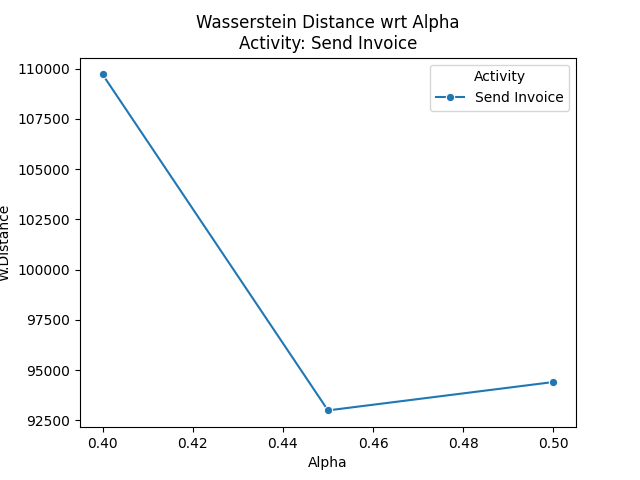 Wasserstein Distance wrt Alpha
Activity: Send Invoice
Activity
Send Invoice
110000
107500
105000
102500
100000
97500
95000
92500
W.Distance
0.40 0.42 0.44 0.46 0.48 0.50
Alpha